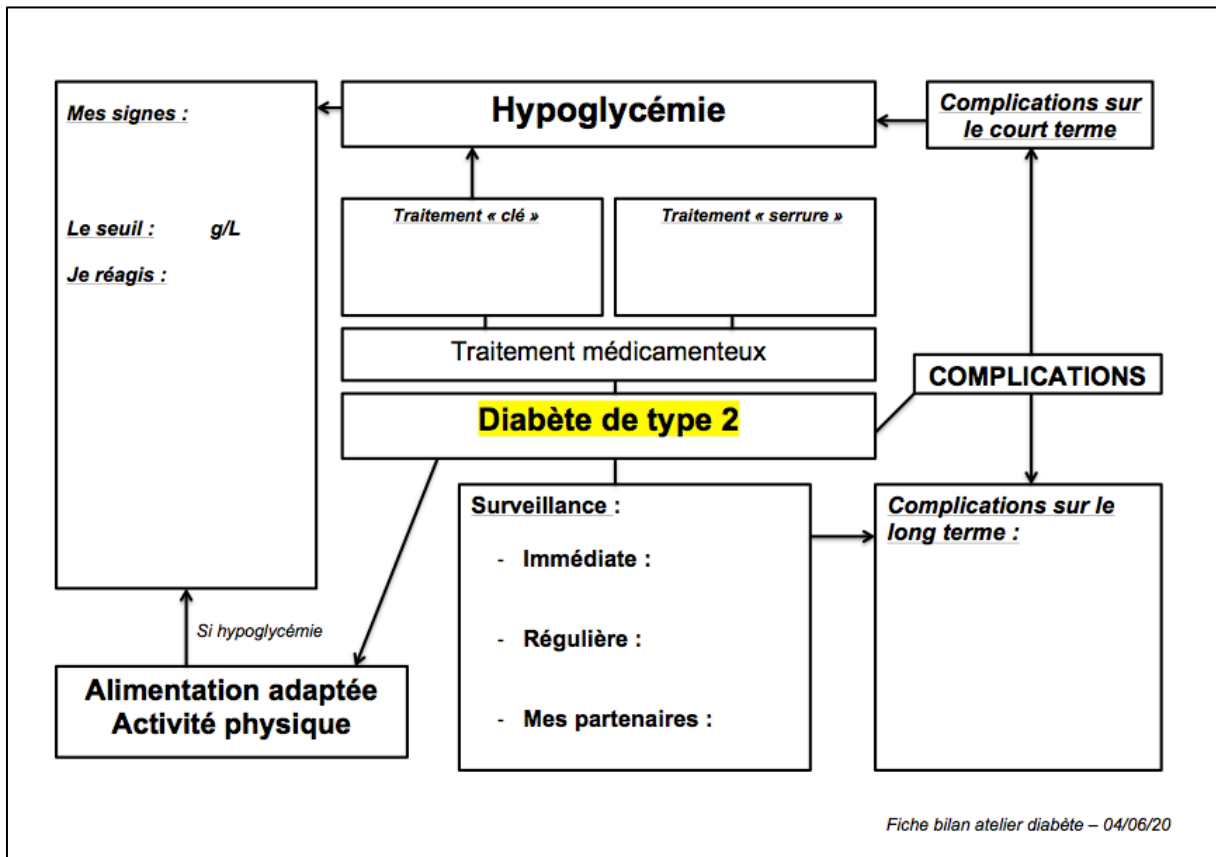 Mes signes :
Le seuil : g/L
Je réagis :
Hypoglycémie
Complications sur
le court terme
Traitement « clé »
Traitement « serrure »
Traitement médicamenteux
COMPLICATIONS
Diabète de type 2
Surveillance :
- Immédiate :
- Régulière :
- Mes partenaires :
Complications sur le
long terme :
Si hypoglycémie
Alimentation adaptée
Activité physique
Fiche bilan atelier diabète – 04/06/20